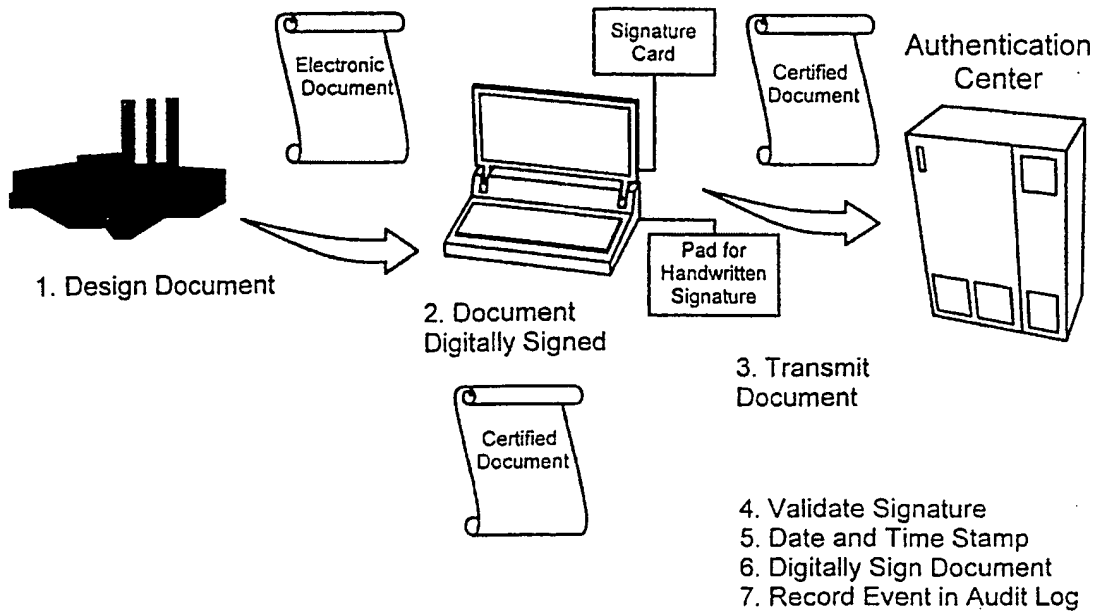 Electronic
Document
Signature
Card
Certified
Document
Authentication
Center
1. Design Document
Pad for
Handwritten
Signature
2. Document
Digitally Signed
3. Transmit
Document
Certified
Document
4. Validate Signature
5. Date and Time Stamp
6. Digitally Sign Document
7. Record Event in Audit Log